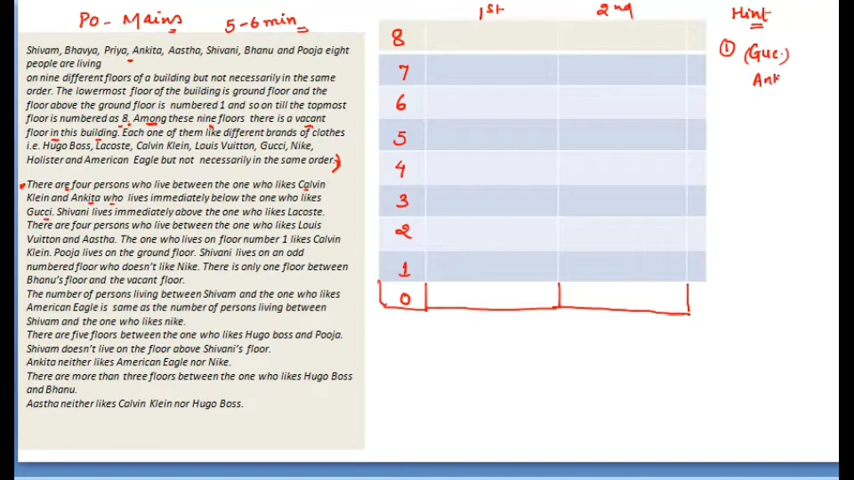 Po- Mains
5-6 min
1st
2nd
Hint
Shivam, Bhavya, Priya, Ankita, Aastha, Shivani, Bhanu and Pooja eight
people are living
on nine different floors of a building but not necessarily in the same
order. The lowermost floor of the building is ground floor and the
floor above the ground floor is numbered 1 and so on till the topmost
floor is numbered as 8. Among these nine floors there is a vacant
floor in this building. Each one of them like different brands of clothes
i.e. Hugo Boss, Lacoste, Calvin Klein, Louis Vuitton, Gucci, Nike,
Holister and American Eagle but not necessarily in the same order.
There are four persons who live between the one who likes Calvin
Klein and Ankita who lives immediately below the one who likes
Gucci. Shivani lives immediately above the one who likes Lacoste.
There are four persons who live between the one who likes Louis
Vuitton and Aastha. The one who lives on floor number 1 likes Calvin
Klein. Pooja lives on the ground floor. Shivani lives on an odd
numbered floor who doesn't like Nike. There is only one floor between
Bhanu's floor and the vacant floor.
The number of persons living between Shivam and the one who likes
American Eagle is same as the number of persons living between
Shivam and the one who likes nike.
There are five floors between the one who likes Hugo boss and Pooja.
Shivam doesn't live on the floor above Shivani's floor.
Ankita neither likes American Eagle nor Nike.
There are more than three floors between the one who likes Hugo Boss
and Bhanu.
Aastha neither likes Calvin Klein nor Hugo Boss.
8
7
6
5
4
3
2
1
0
① (Guc.)
Ank